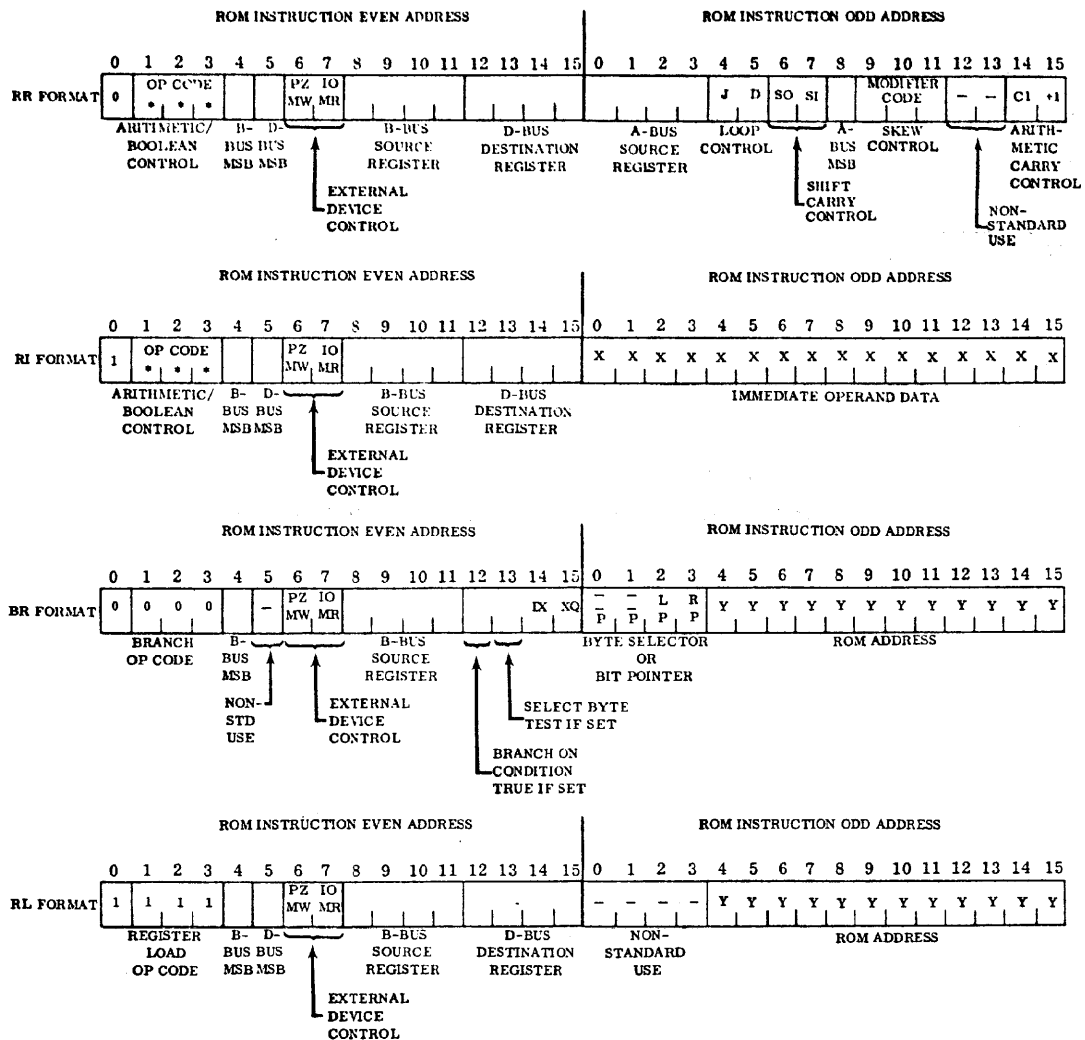 ROM INSTRUCTION EVEN ADDRESS ROM INSTRUCTION ODD ADDRESS
0 1 2 3 4 5 6 7 8 9 10 11 12 13 14 15 0 1 2 3 4 5 6 7 8 9 10 11 12 13 14 15
RR FORMAT 0 OP CODE * * * PZ MW IO MR J D SO SI MODIFIER CODE - - C1 +1
ARITMETIC/ BOOLEAN CONTROL
B-BUS MSB
D-BUS MSB
B-BUS SOURCE REGISTER
D-BUS DESTINATION REGISTER
A-BUS SOURCE REGISTER
LOOP CONTROL
A-BUS MSB
SKEW CONTROL
ARITH-METIC CARRY CONTROL
EXTERNAL DEVICE CONTROL
SHIFT CARRY CONTROL
NON-STANDARD USE
ROM INSTRUCTION EVEN ADDRESS ROM INSTRUCTION ODD ADDRESS
0 1 2 3 4 5 6 7 8 9 10 11 12 13 14 15 0 1 2 3 4 5 6 7 8 9 10 11 12 13 14 15
RI FORMAT 1 OP CODE * * * PZ MW IO MR X X X X X X X X X X X X X X X X
ARITHMETIC/ BOOLEAN CONTROL
B-BUS MSB
D-BUS MSB
B-BUS SOURCE REGISTER
D-BUS DESTINATION REGISTER
IMMEDIATE OPERAND DATA
EXTERNAL DEVICE CONTROL
ROM INSTRUCTION EVEN ADDRESS ROM INSTRUCTION ODD ADDRESS
0 1 2 3 4 5 6 7 8 9 10 11 12 13 14 15 0 1 2 3 4 5 6 7 8 9 10 11 12 13 14 15
BR FORMAT 0 0 0 0 - PZ MW IO MR IX XQ - - P - - P L P R P Y Y Y Y Y Y Y Y Y Y Y Y
BRANCH OP CODE
B-BUS MSB
B-BUS SOURCE REGISTER
BYTE SELECTOR OR BIT POINTER
ROM ADDRESS
NON-STD USE
EXTERNAL DEVICE CONTROL
SELECT BYTE TEST IF SET
BRANCH ON CONDITION TRUE IF SET
ROM INSTRUCTION EVEN ADDRESS ROM INSTRUCTION ODD ADDRESS
0 1 2 3 4 5 6 7 8 9 10 11 12 13 14 15 0 1 2 3 4 5 6 7 8 9 10 11 12 13 14 15
RL FORMAT 1 1 1 1 PZ MW IO MR - - - - Y Y Y Y Y Y Y Y Y Y Y Y
REGISTER LOAD OP CODE
B-BUS MSB
D-BUS MSB
B-BUS SOURCE REGISTER
D-BUS DESTINATION REGISTER
NON-STANDARD USE
ROM ADDRESS
EXTERNAL DEVICE CONTROL